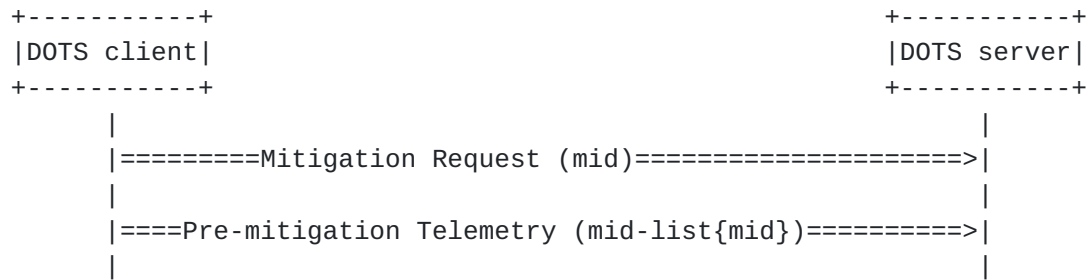 +-----------+                                           +-----------+
|DOTS client|                                           |DOTS server|
+-----------+                                           +-----------+
      |                                                       |
      |=========Mitigation Request (mid)=====================>|
      |                                                       |
      |====Pre-mitigation Telemetry (mid-list{mid})==========>|
      |                                                       |